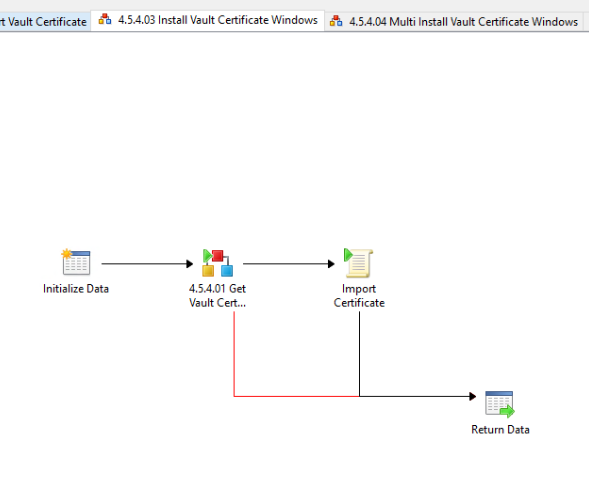 rt Vault Certificate
4.5.4.03 Install Vault Certificate Windows
4.5.4.04 Multi Install Vault Certificate Windows
Initialize Data
4.5.4.01 Get
Vault Cert...
Import
Certificate
Return Data